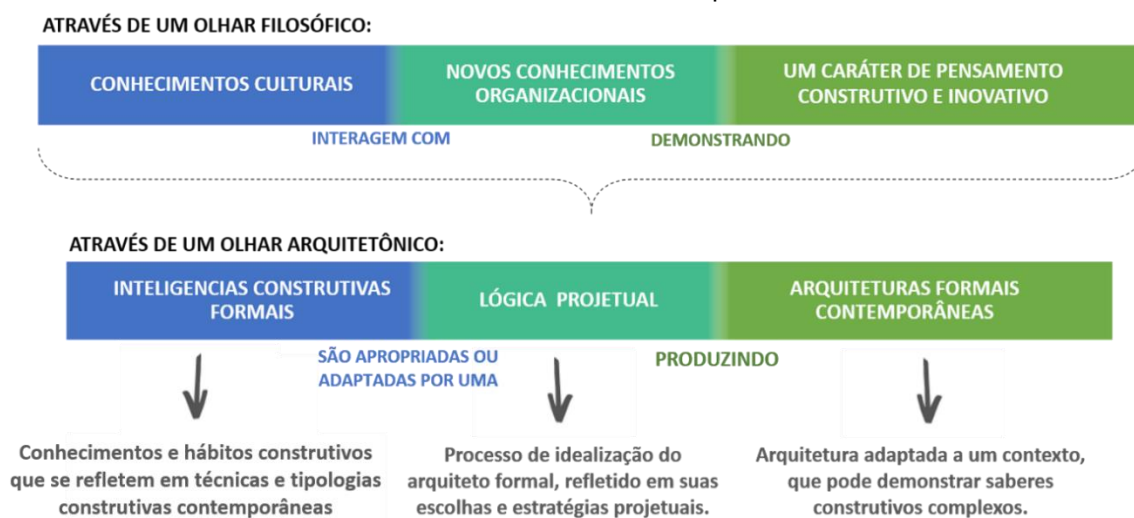 ATRAVÉS DE UM OLHAR FILOSÓFICO:
CONHECIMENTOS CULTURAIS
NOVOS CONHECIMENTOS
ORGANIZACIONAIS
UM CARÁTER DE PENSAMENTO
CONSTRUTIVO E INOVATIVO
INTERAGEM COM
DEMONSTRANDO
ATRAVÉS DE UM OLHAR ARQUITETÔNICO:
INTELIGENCIAS CONSTRUTIVAS
FORMAIS
LÓGICA PROJETUAL
ARQUITETURAS FORMAIS
CONTEMPORÂNEAS
SÃO APROPRIADAS OU
ADAPTADAS POR UMA
PRODUZINDO
Conhecimentos e hábitos construtivos
que se refletem em técnicas e tipologias
construtivas contemporâneas
Processo de idealização do
arquiteto formal, refletido em suas
escolhas e estratégias projetuais.
Arquitetura adaptada a um contexto,
que pode demonstrar saberes
construtivos complexos.